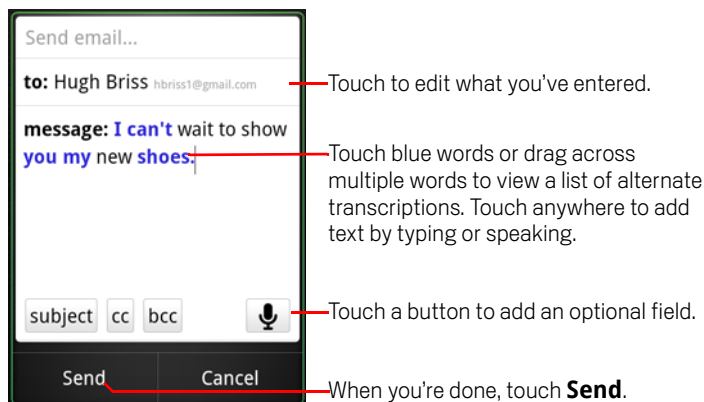 Send email...
to: Hugh Briss hbriss1@gmail.com
Touch to edit what you've entered.
message: I can't wait to show
you my new shoes.
Touch blue words or drag across
multiple words to view a list of alternate
transcriptions. Touch anywhere to add
text by typing or speaking.
subject cc bcc
Touch a button to add an optional field.
Send Cancel
When you're done, touch Send.